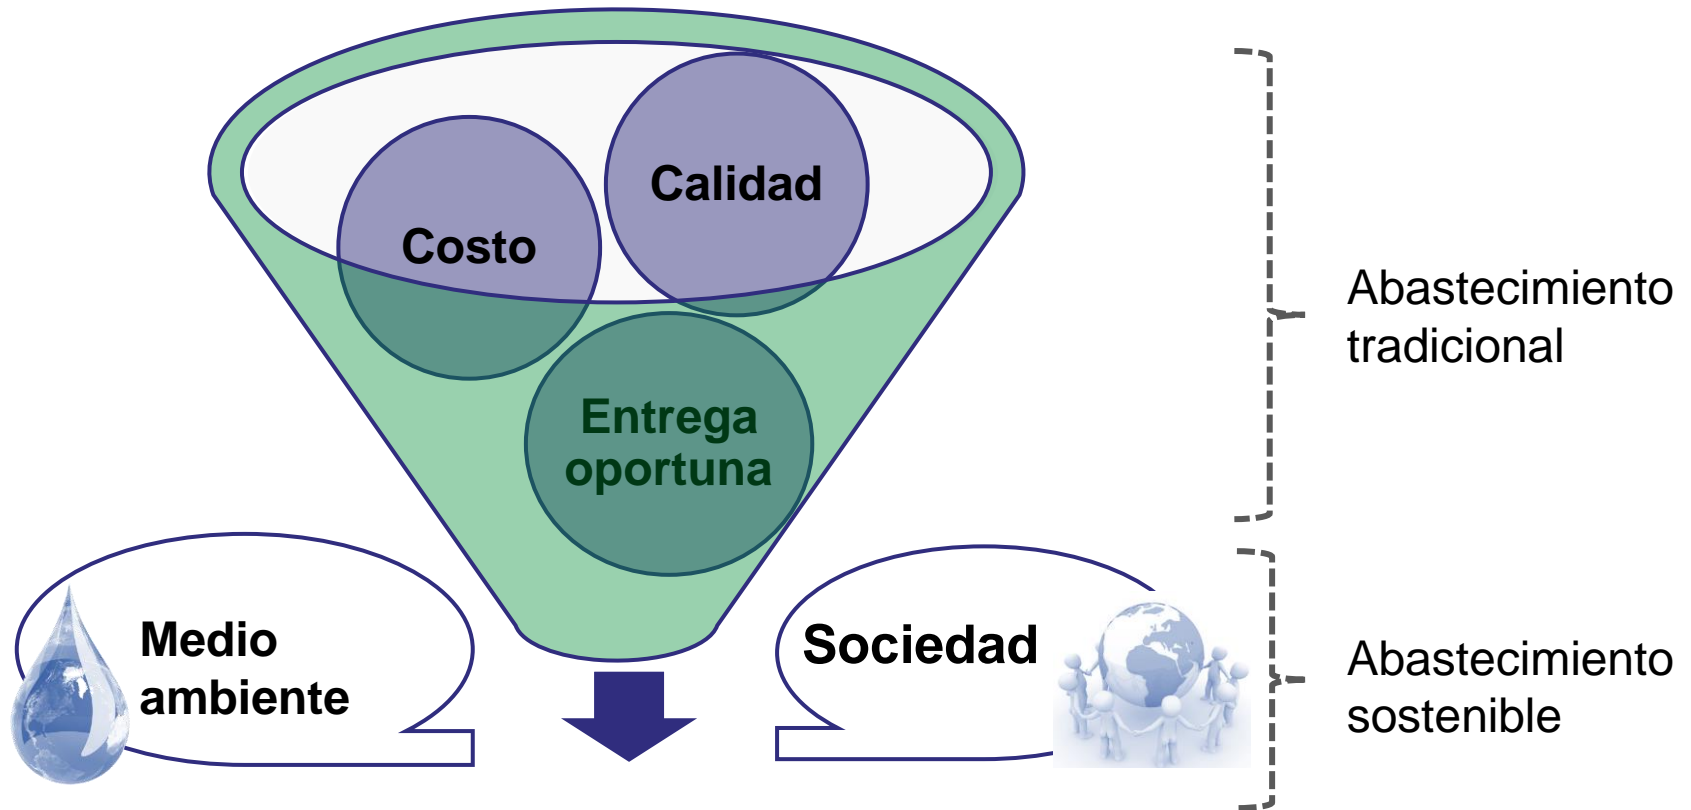 Calidad
Costo
Entrega
oportuna
Abastecimiento
tradicional
Medio
ambiente
Sociedad
Abastecimiento
sostenible